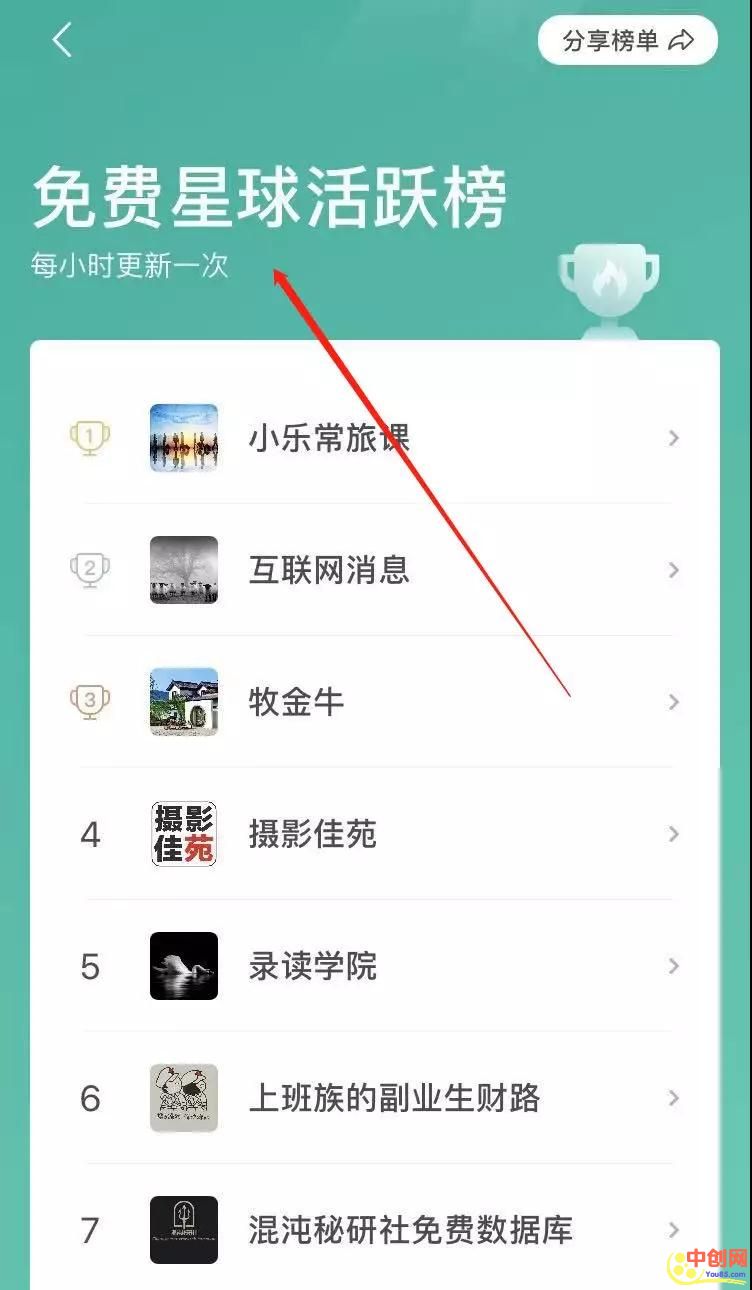 分享榜单
免费星球活跃榜
每小时更新一次
1
小乐常旅课
2
互联网消息
3
牧金牛
摄影
佳苑
4
摄影佳苑
5
录读学院
6
上班族的副业生财路
7
混沌秘研社免费数据库
中创网
You85.com